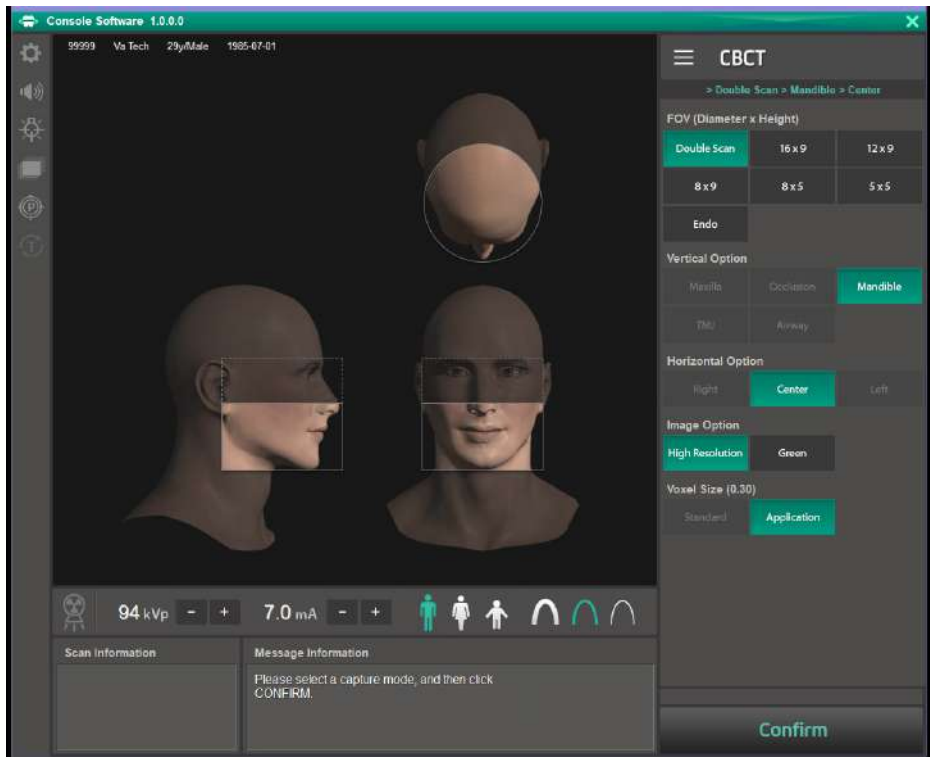 Console Software 1.0.0.0
99999 Va Tech 29y/Male 1985-07-01
CBCT
> Double Scan > Mandible > Center
FOV (Diameter x Height)
Double Scan 16 x 9 12 x 9
8 x 9 8 x 5 5 x 5
Endo
Vertical Option
Maxilla Occlusion Mandible
TMJ Airway
Horizontal Option
Right Center Left
Image Option
High Resolution Green
Voxel Size (0.30)
Standard Application
94 kVp - +
7.0 mA - +
Scan Information
Message Information
Please select a capture mode, and then click
CONFIRM.
Confirm